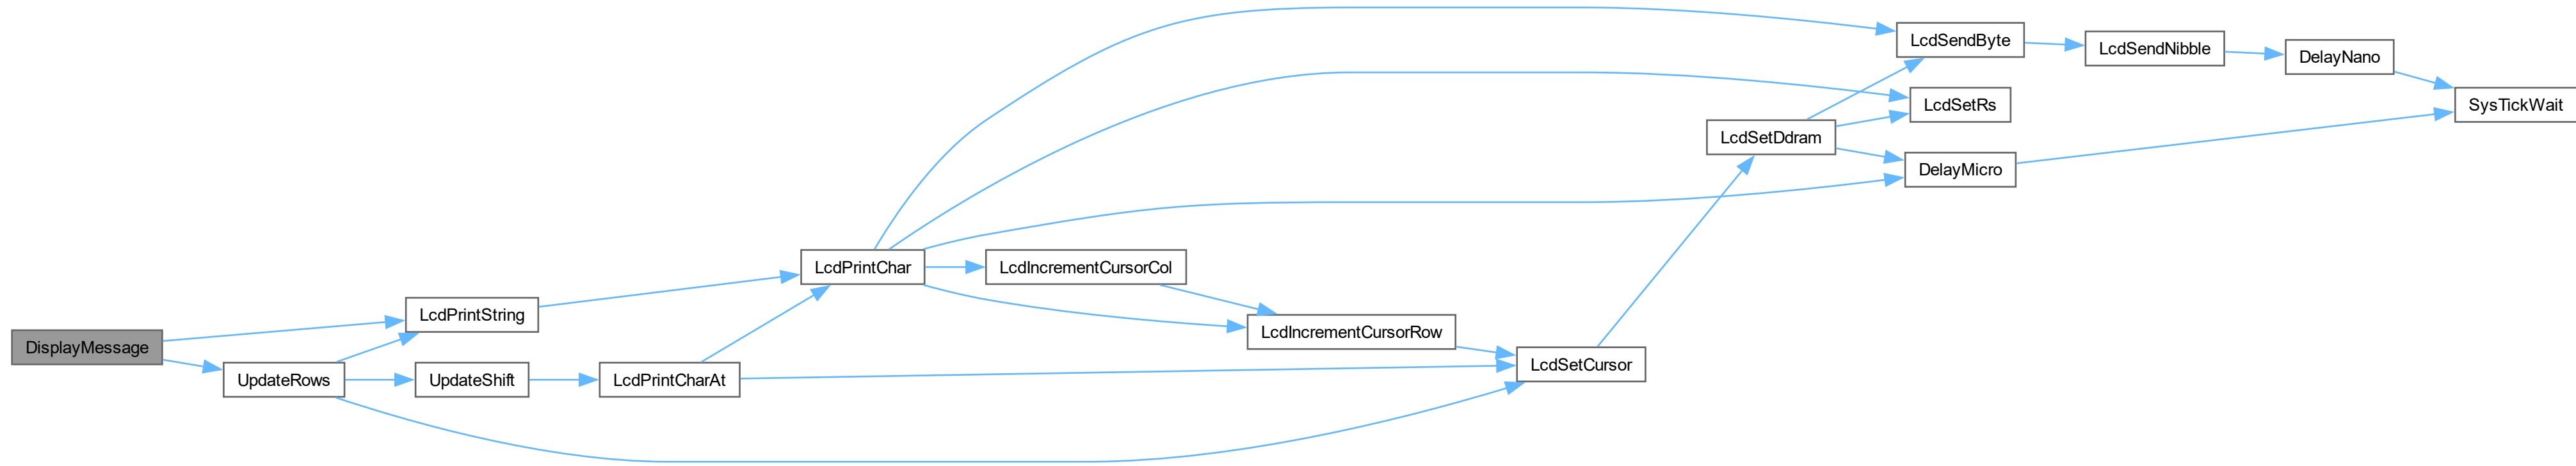 DisplayMessage
UpdateRows
LcdPrintString
UpdateShift
LcdPrintCharAt
LcdPrintChar
LcdIncrementCursorCol
LcdIncrementCursorRow
LcdSetCursor
LcdSetDdram
LcdSendByte
LcdSetRs
DelayMicro
LcdSendNibble
DelayNano
SysTickWait